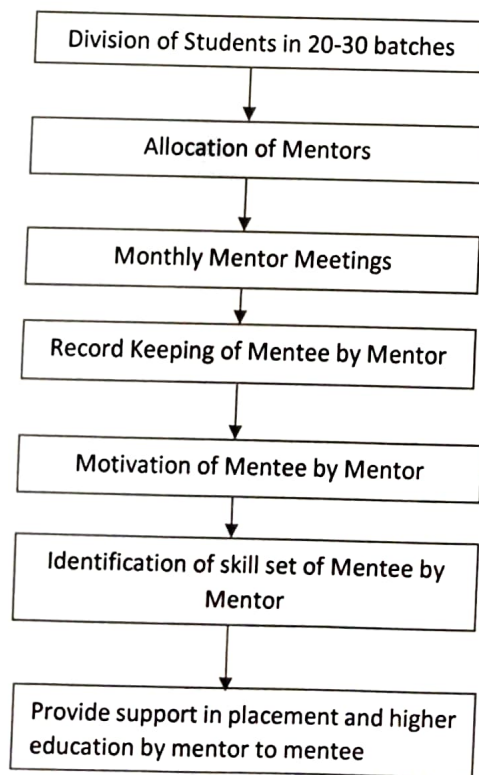 Division of Students in 20-30 batches
Allocation of Mentors
Monthly Mentor Meetings
Record Keeping of Mentee by Mentor
Motivation of Mentee by Mentor
Identification of skill set of Mentee by
Mentor
Provide support in placement and higher
education by mentor to mentee